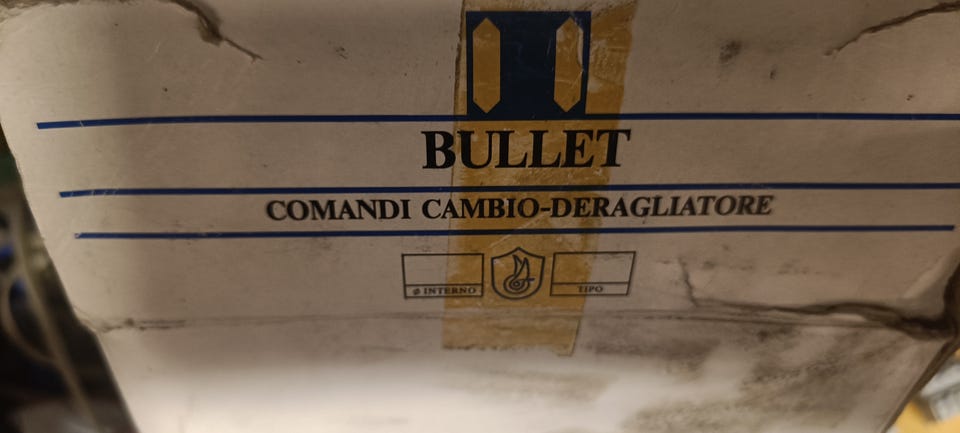 BULLET
COMANDI CAMBIO-DERAGLIATORE
ø INTERNO TIPO